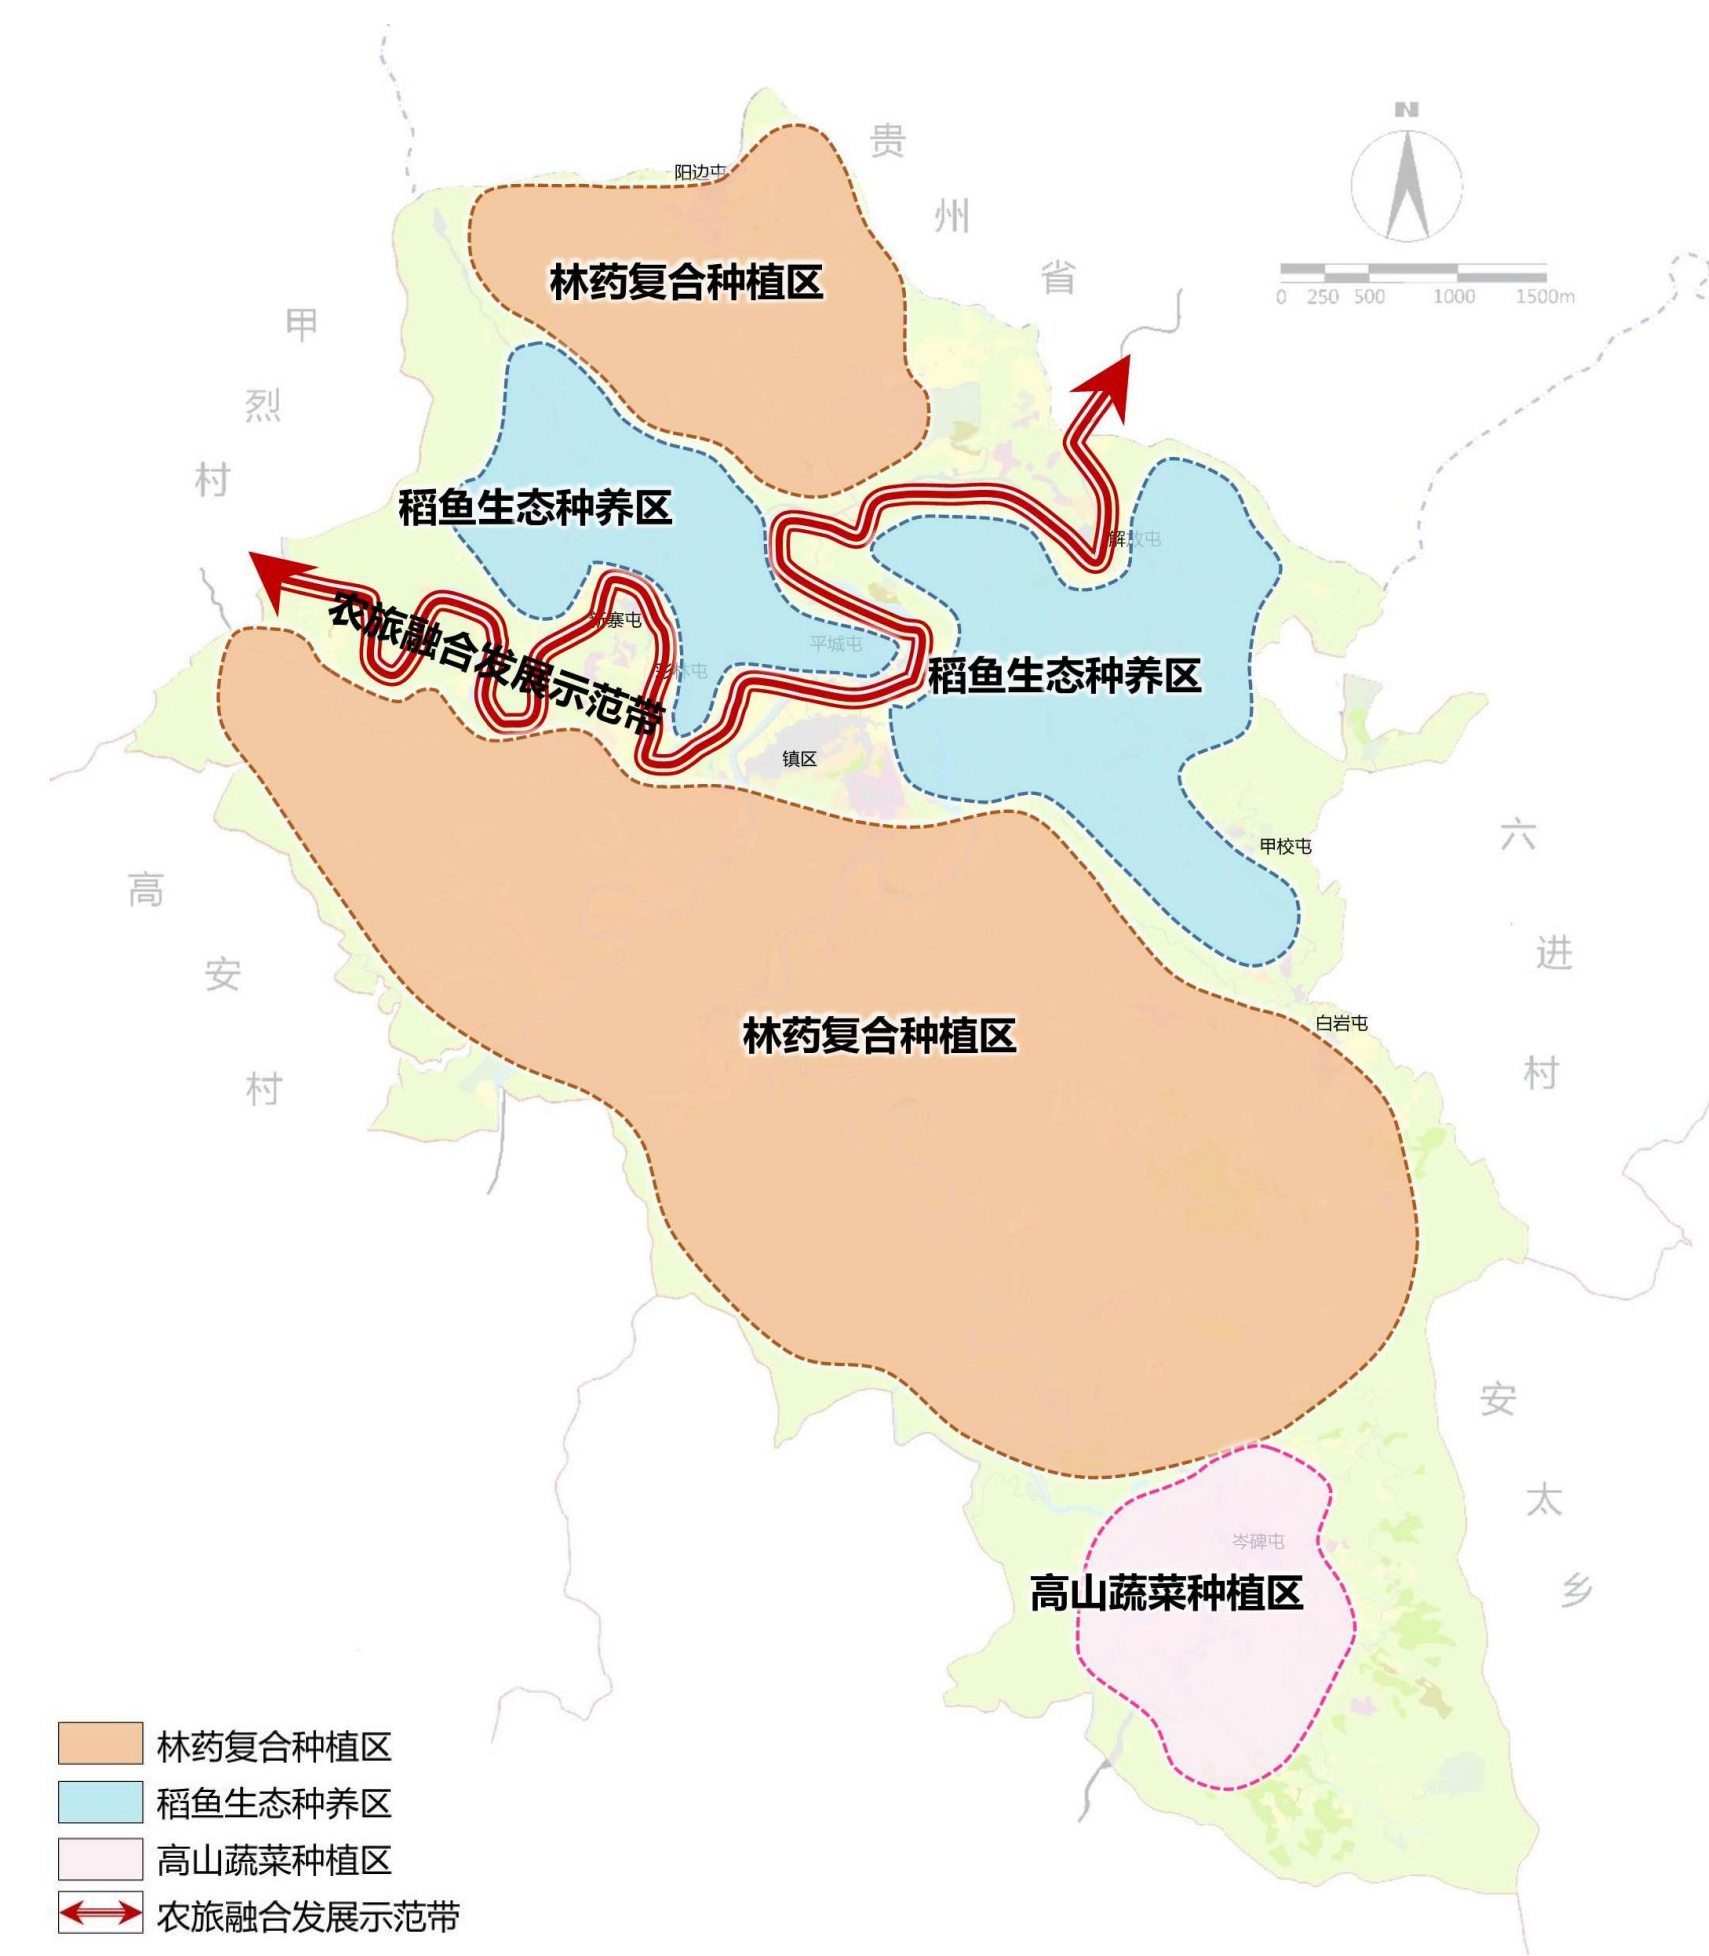 N
0 250 500 1000 1500m
贵州省
阳边屯
林药复合种植区
甲烈村
稻鱼生态种养区
解放屯
农旅融合发展示范带
新寨屯
平城屯
稻鱼生态种养区
镇区
甲校屯
六进村
高安村
白岩屯
林药复合种植区
安太乡
岑碑屯
高山蔬菜种植区
林药复合种植区
稻鱼生态种养区
高山蔬菜种植区
农旅融合发展示范带